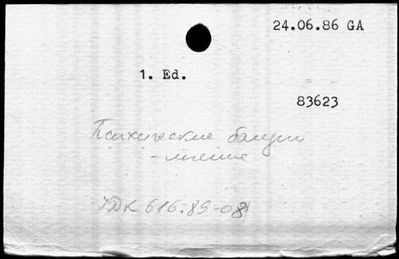 24.06.86 GA
1. Ed.
83623
Психические болезни
- лечение
УДК 616.89-08